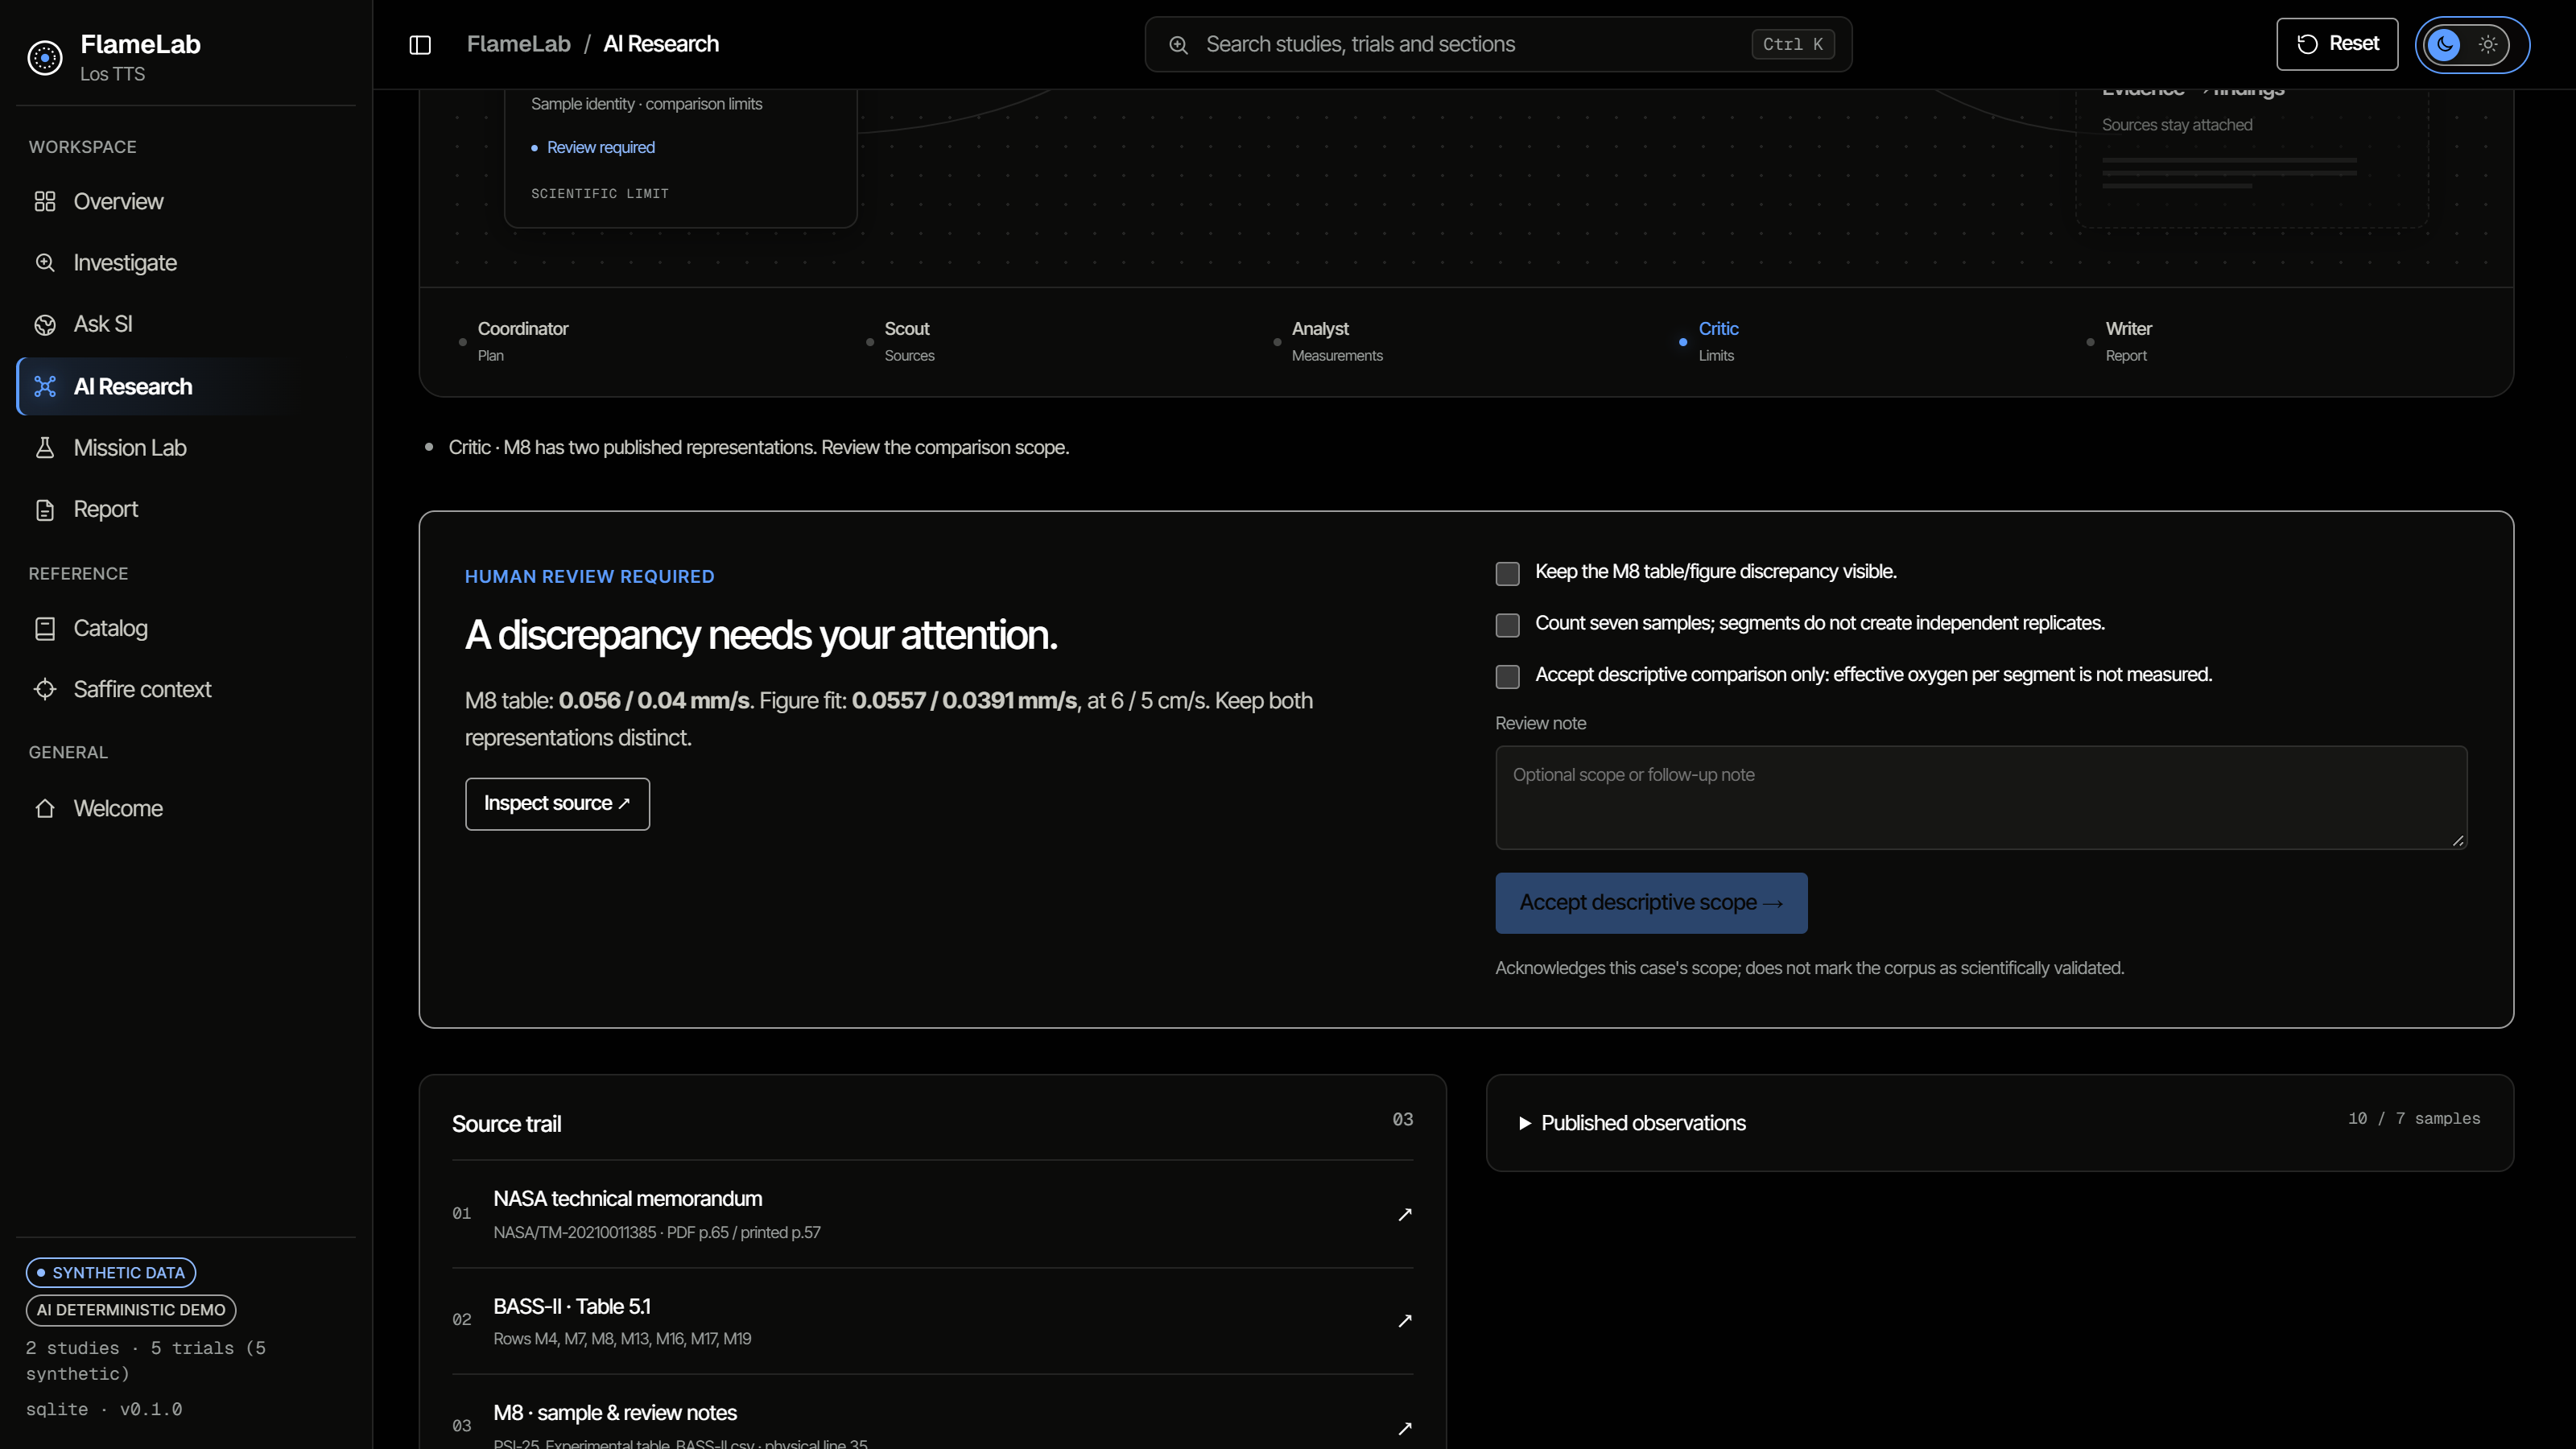 FlameLab
Los TTS
WORKSPACE
Overview
Investigate
Ask SI
AI Research
Mission Lab
Report
REFERENCE
Catalog
Saffire context
GENERAL
Welcome
SYNTHETIC DATA
AI DETERMINISTIC DEMO
2 studies · 5 trials (5
synthetic)
sqlite · v0.1.0
FlameLab / AI Research
Search studies, trials and sections
Ctrl K
Reset
Sample identity · comparison limits
Review required
SCIENTIFIC LIMIT
Evidence → findings
Sources stay attached
Coordinator
Plan
Scout
Sources
Analyst
Measurements
Critic
Limits
Writer
Report
Critic · M8 has two published representations. Review the comparison scope.
HUMAN REVIEW REQUIRED
A discrepancy needs your attention.
M8 table: 0.056 / 0.04 mm/s. Figure fit: 0.0557 / 0.0391 mm/s, at 6 / 5 cm/s. Keep both
representations distinct.
Inspect source ↗
Keep the M8 table/figure discrepancy visible.
Count seven samples; segments do not create independent replicates.
Accept descriptive comparison only: effective oxygen per segment is not measured.
Review note
Optional scope or follow-up note
Accept descriptive scope →
Acknowledges this case's scope; does not mark the corpus as scientifically validated.
Source trail
03
01
NASA technical memorandum
NASA/TM-20210011385 · PDF p.65 / printed p.57
↗
02
BASS-II · Table 5.1
Rows M4, M7, M8, M13, M16, M17, M19
↗
03
M8 · sample & review notes
PSI-25_Experimental table_BASS-II.csv · physical line 35
↗
▶ Published observations
10 / 7 samples